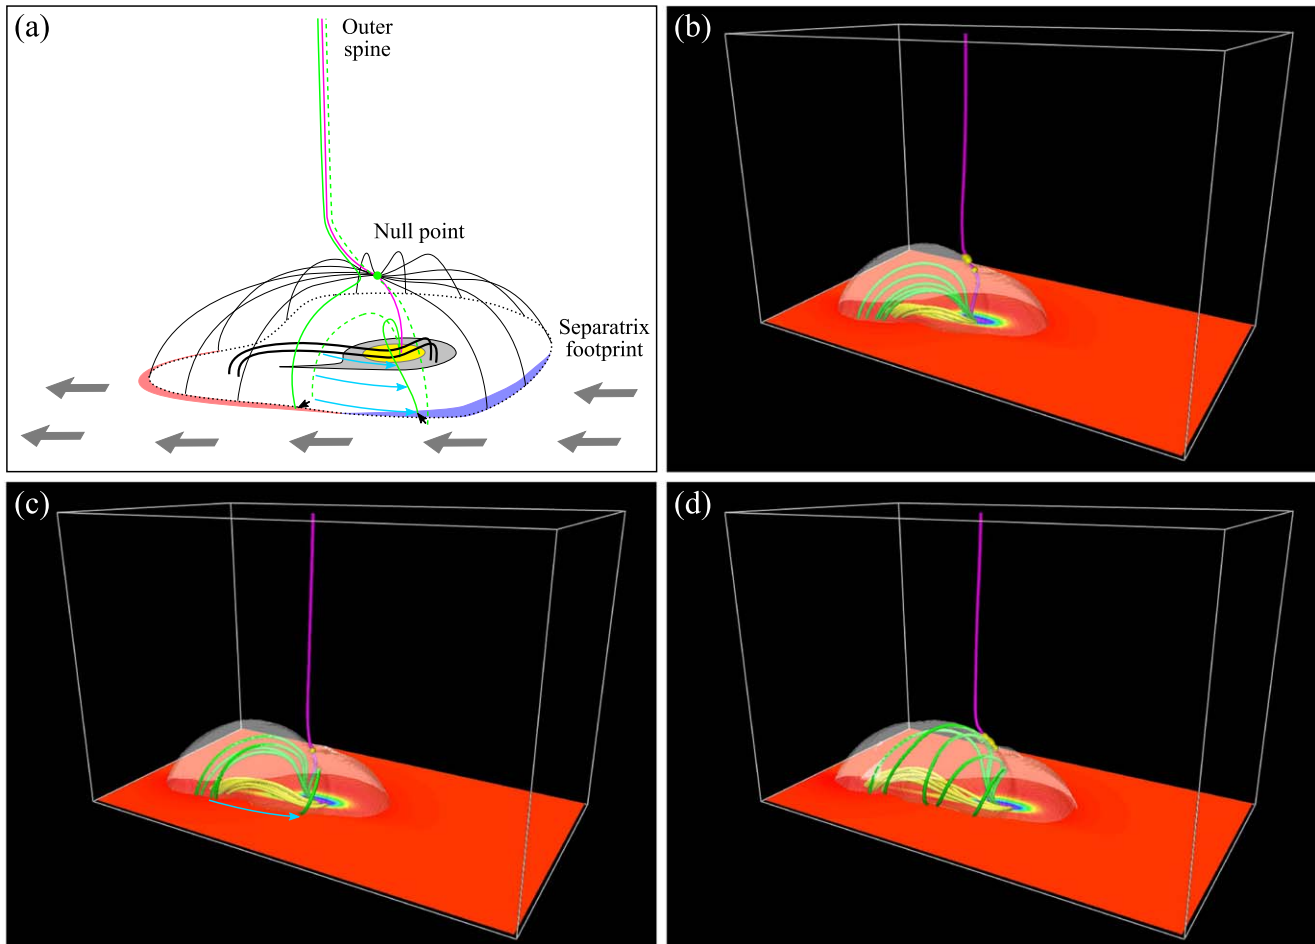 (a)
Outer
spine
Null point
Separatrix
footprint
(b)
(c)
(d)